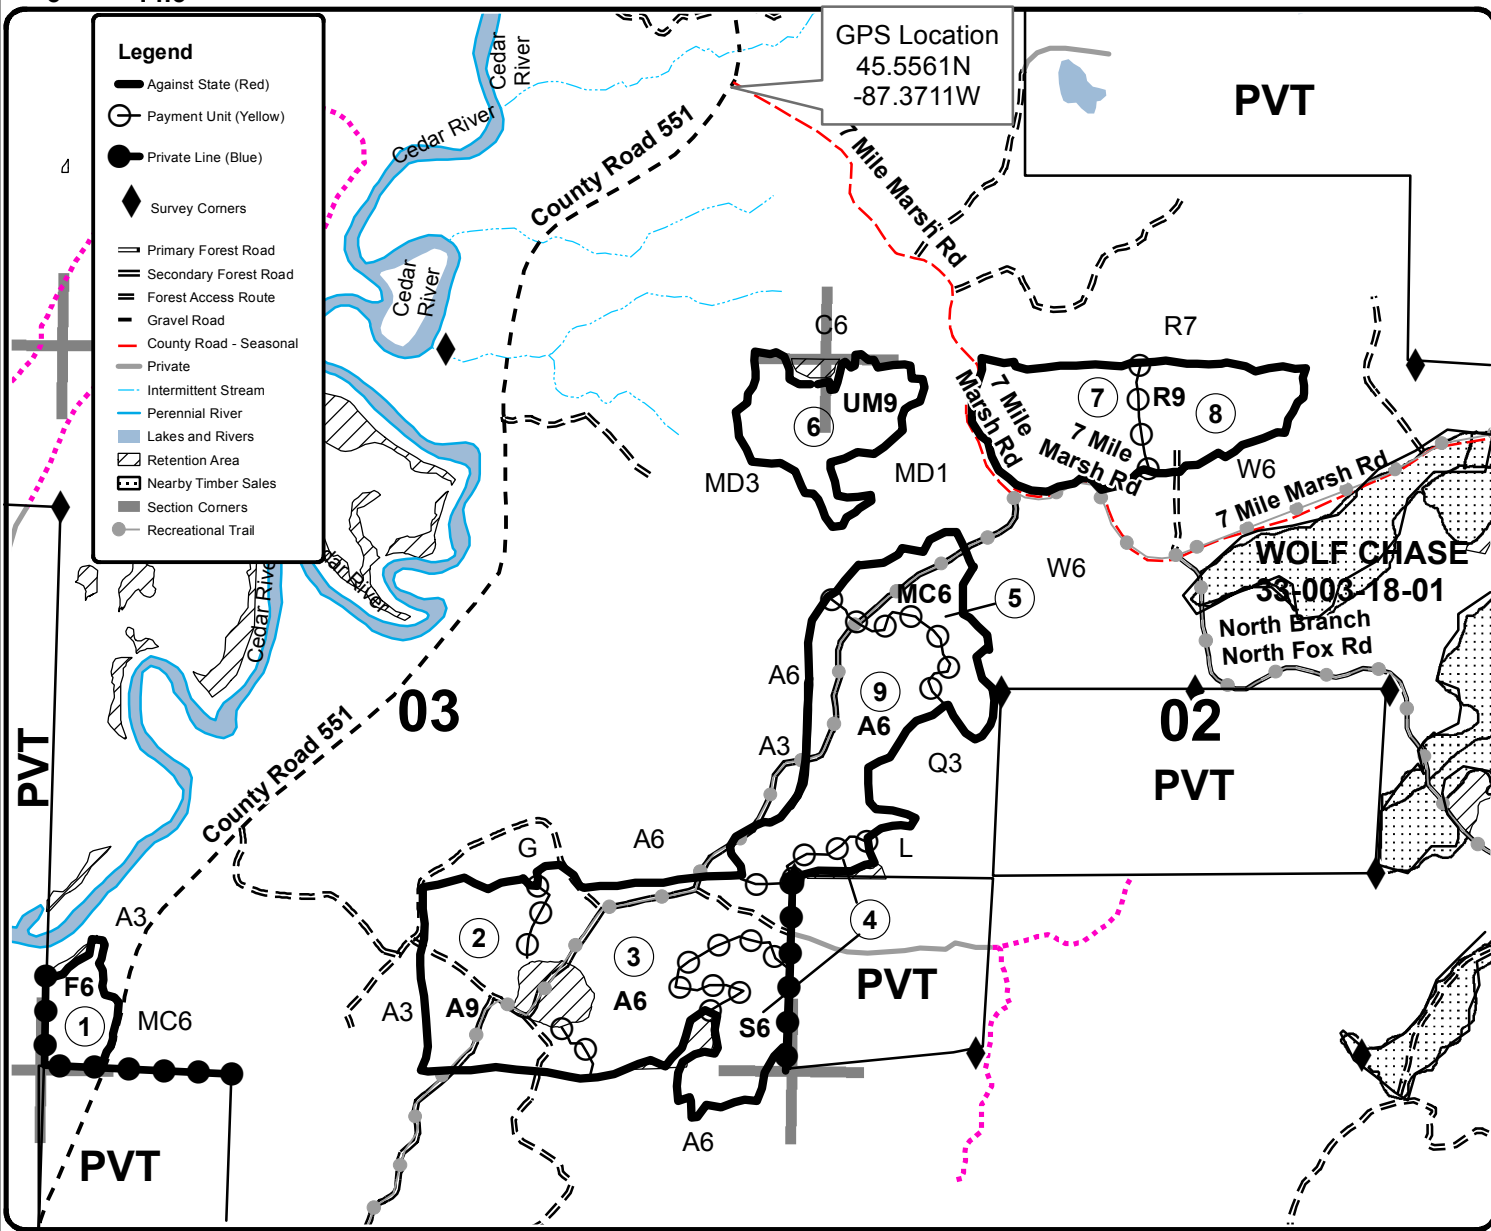 Legend
Against State (Red)
Payment Unit (Yellow)
Private Line (Blue)
Survey Corners
Primary Forest Road
Secondary Forest Road
Forest Access Route
Gravel Road
County Road - Seasonal
Private
Intermittent Stream
Perennial River
Lakes and Rivers
Retention Area
Nearby Timber Sales
Section Corners
Recreational Trail
GPS Location
45.5561N
-87.3711W
PVT
Cedar
River
Cedar River
County Road 551
7 Mile Marsh Rd
Cedar
River
C6
R7
UM9
6
7 Mile
Marsh Rd
7
R9
8
7 Mile
Marsh Rd
MD3
MD1
W6
7 Mile Marsh Rd
WOLF CHASE
33-003-18-01
W6
MC6
5
North Branch
North Fox Rd
dar River
Cedar River
A6
9
A6
03
02
PVT
A3
Q3
PVT
County Road 551
G
A6
L
A3
2
3
4
F6
1
MC6
A3
A9
A6
S6
PVT
A6
PVT